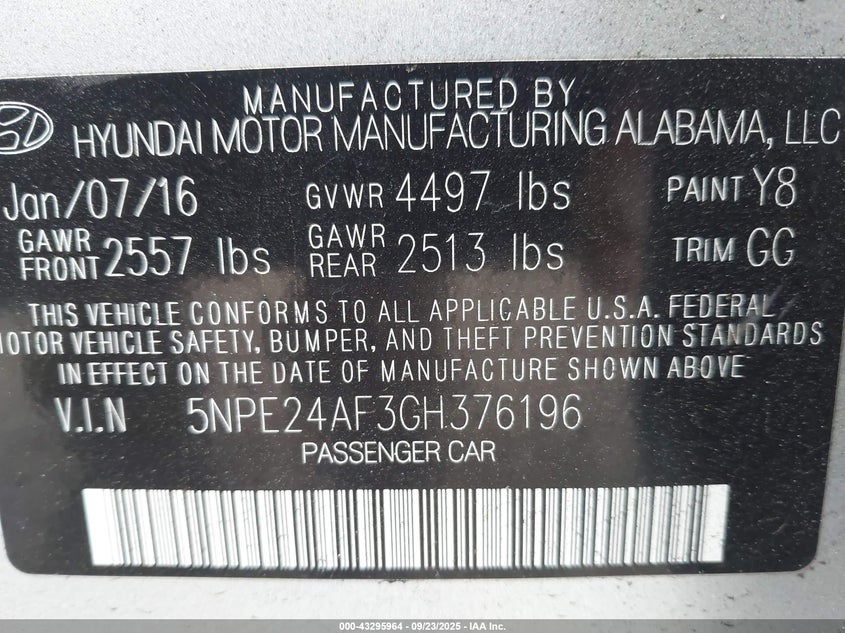 MANUFACTURED BY
HYUNDAI MOTOR MANUFACTURING ALABAMA, LLC
Jan/07/16 GVWR 4497 lbs PAINT Y8
GAWR FRONT 2557 lbs GAWR REAR 2513 lbs TRIM GG
THIS VEHICLE CONFORMS TO ALL APPLICABLE U.S.A. FEDERAL
MOTOR VEHICLE SAFETY, BUMPER, AND THEFT PREVENTION STANDARDS
IN EFFECT ON THE DATE OF MANUFACTURE SHOWN ABOVE
V.I.N 5NPE24AF3GH376196
PASSENGER CAR
000-43295964 - 09/23/2025 - IAA Inc.